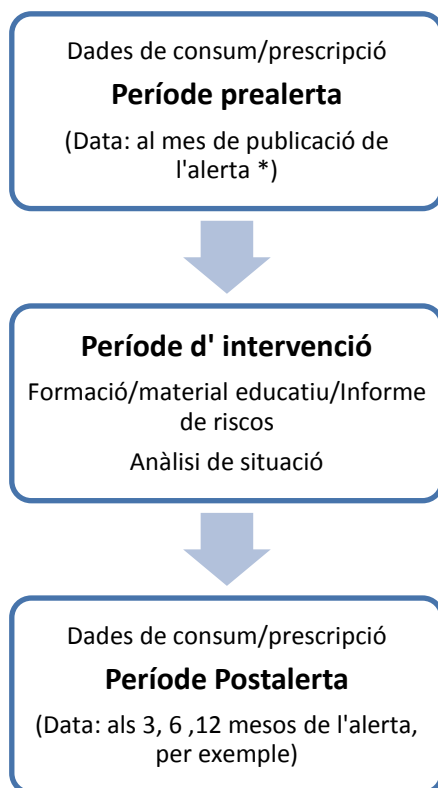 Dades de consum/prescripció
Període prealerta
(Data: al mes de publicació de
l'alerta *)
Període d' intervenció
Formació/material educatiu/Informe
de riscos
Anàlisi de situació
Dades de consum/prescripció
Període Postalerta
(Data: als 3, 6 ,12 mesos de l'alerta,
per exemple)